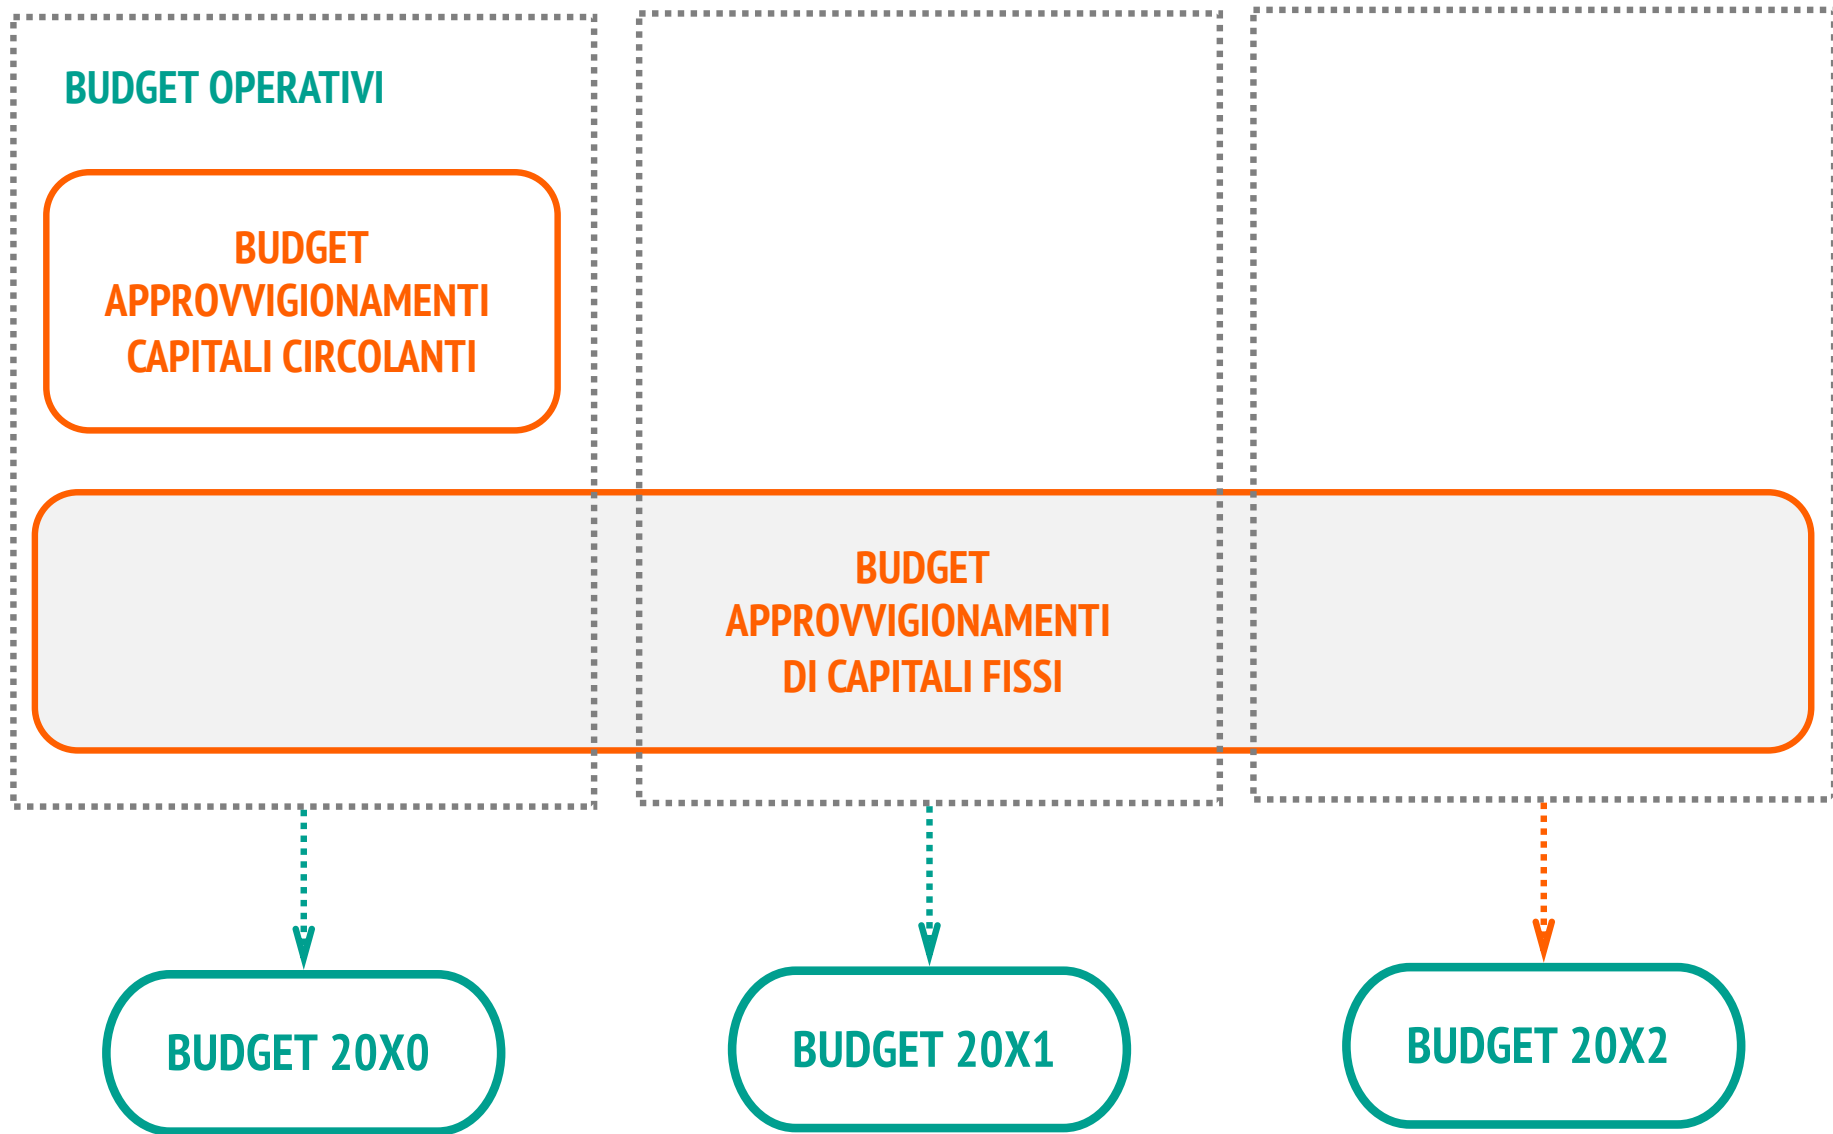 BUDGET OPERATIVI
BUDGET
APPROVVIGIONAMENTI
CAPITALI CIRCOLANTI
BUDGET
APPROVVIGIONAMENTI
DI CAPITALI FISSI
BUDGET 20X0
BUDGET 20X1
BUDGET 20X2